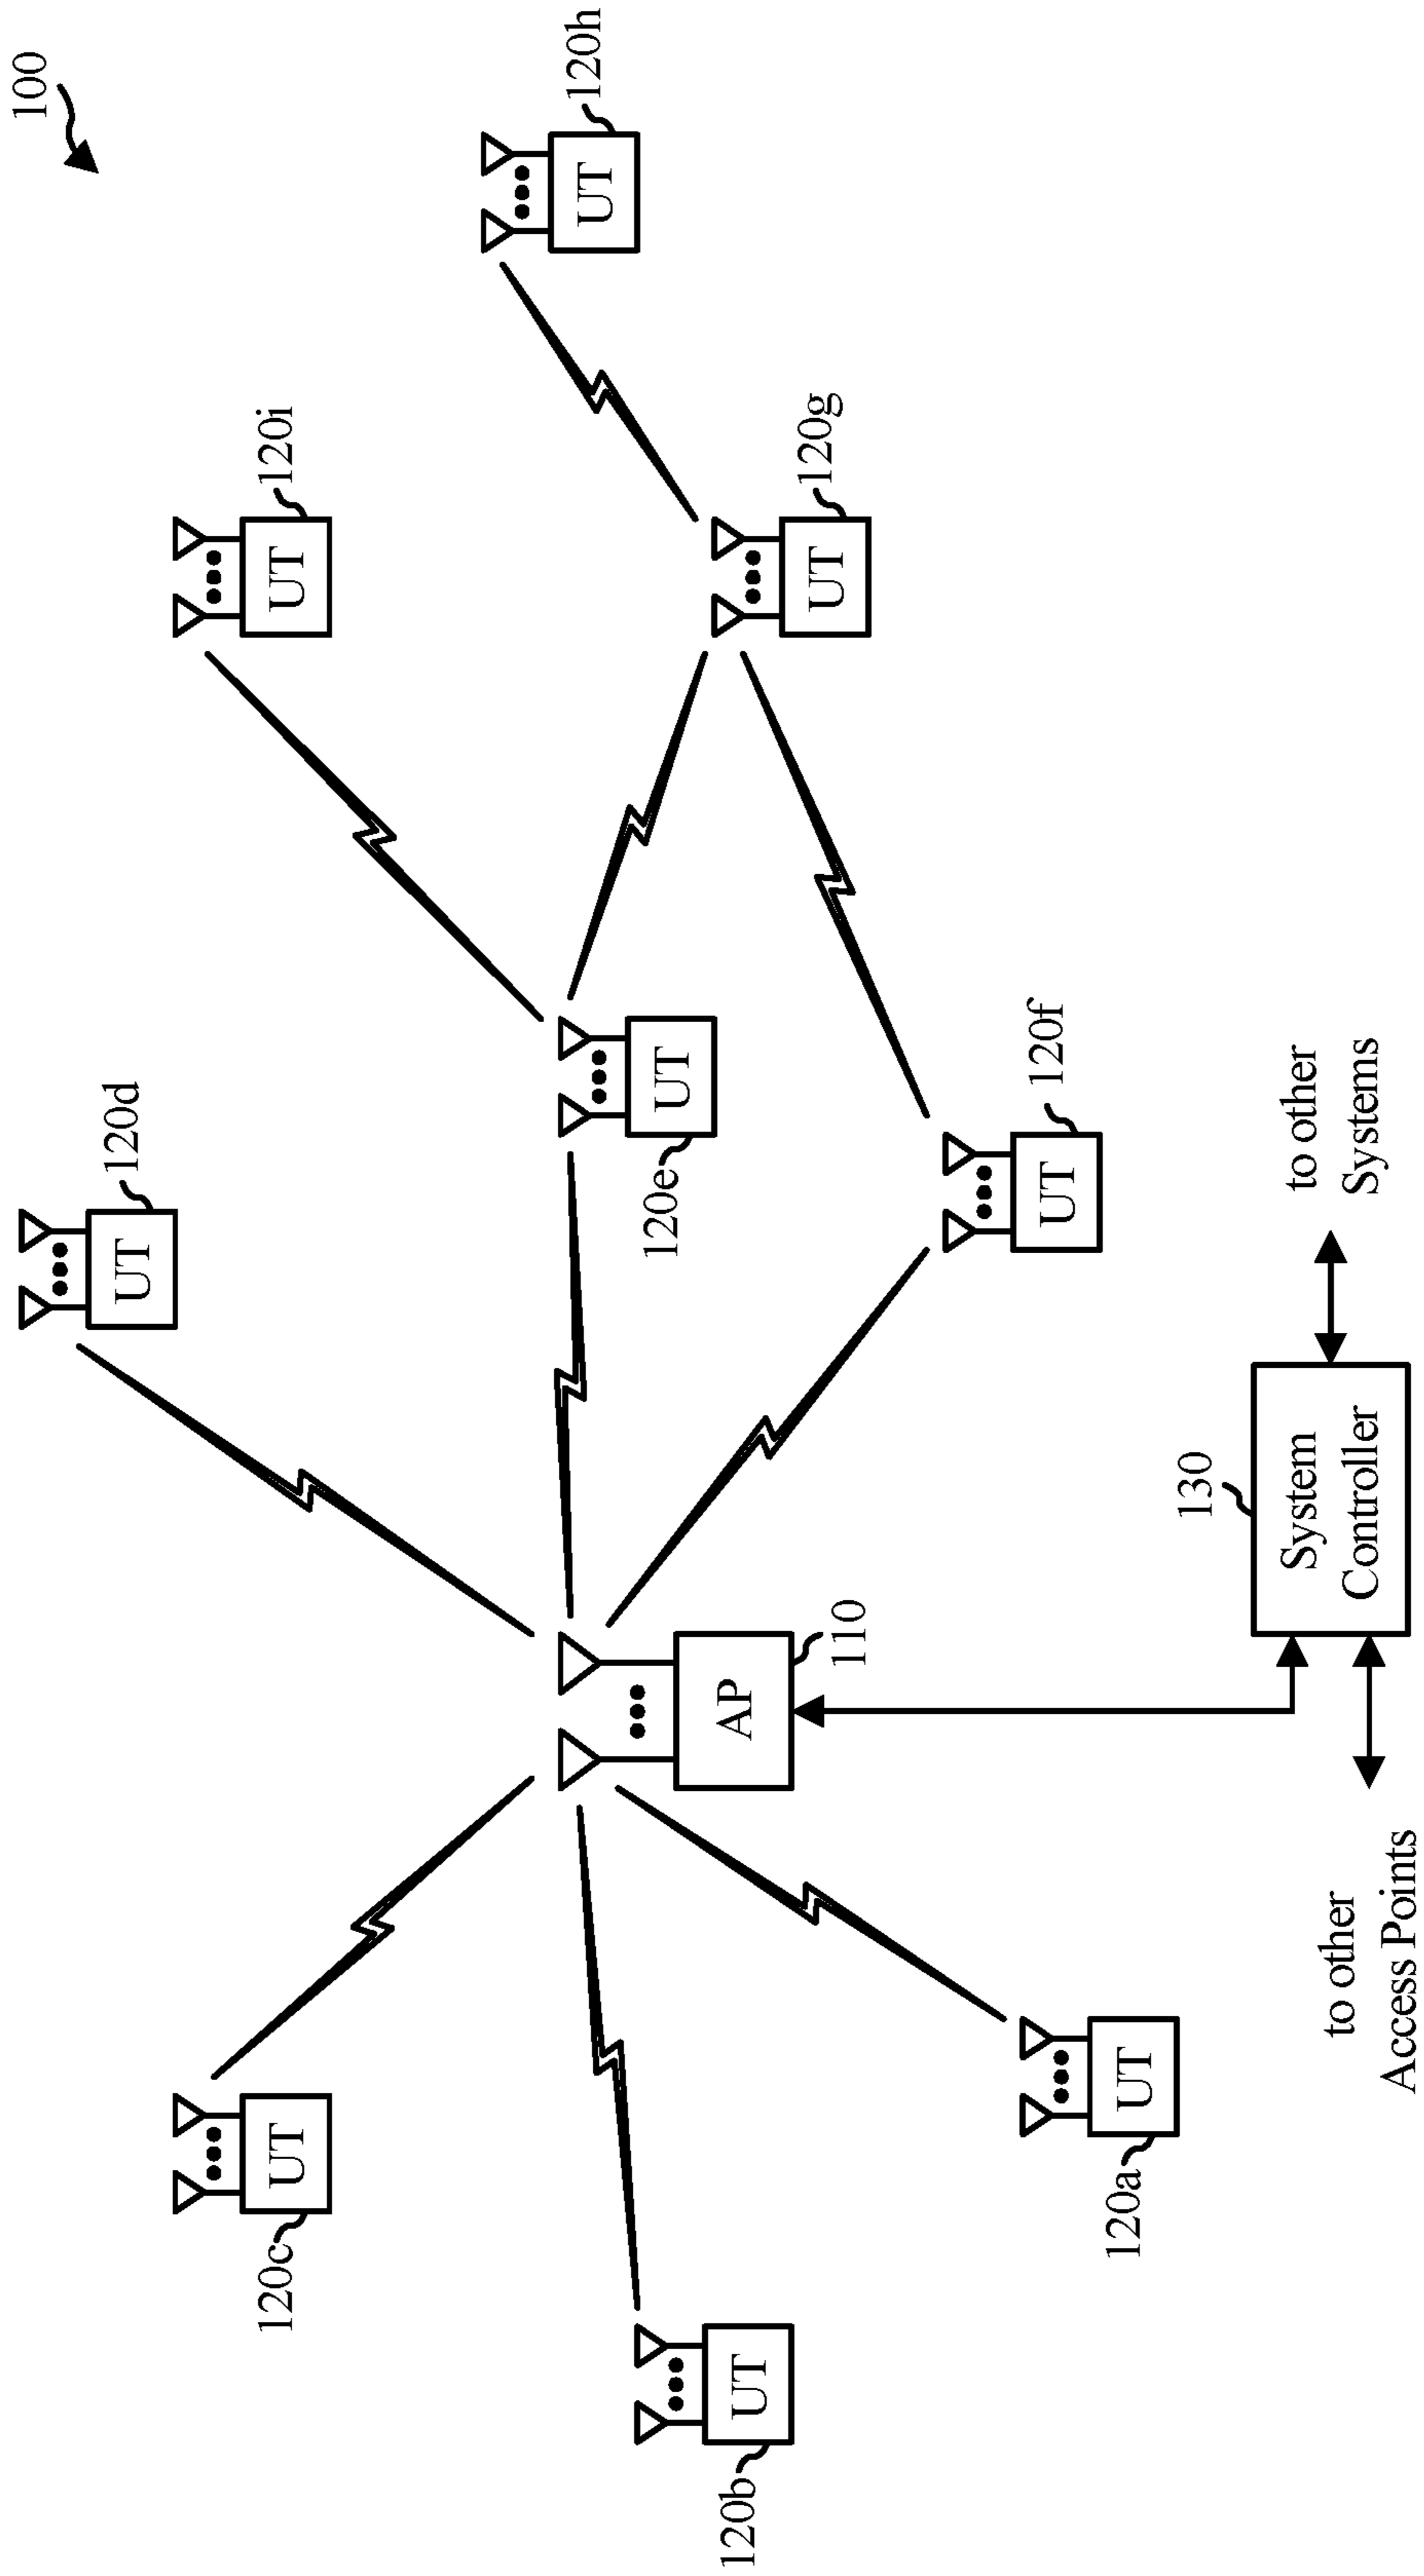 100
120d
UT
120i
UT
120c
UT
120h
UT
120e
UT
120g
UT
AP
110
120b
UT
120f
UT
120a
UT
130
System
Controller
to other
Systems
to other
Access Points